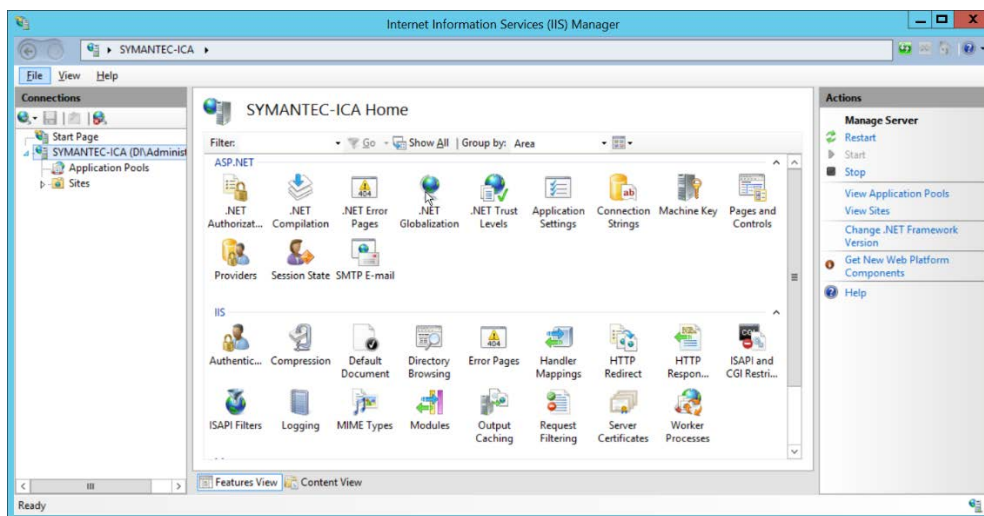 Internet Information Services (IIS) Manager
SYMANTEC-ICA
File View Help
Connections
Start Page
SYMANTEC-ICA (DI\Administ
Application Pools
Sites
SYMANTEC-ICA Home
Filter: Go Show All Group by: Area
ASP.NET
.NET Authorizat...
.NET Compilation
.NET Error Pages
.NET Globalization
.NET Trust Levels
Application Settings
Connection Strings
Machine Key
Pages and Controls
Providers
Session State
SMTP E-mail
IIS
Authentic...
Compression
Default Document
Directory Browsing
Error Pages
Handler Mappings
HTTP Redirect
HTTP Respon...
ISAPI and CGI Restri...
ISAPI Filters
Logging
MIME Types
Modules
Output Caching
Request Filtering
Server Certificates
Worker Processes
Features View Content View
Actions
Manage Server
Restart
Start
Stop
View Application Pools
View Sites
Change .NET Framework
Version
Get New Web Platform
Components
Help
Ready